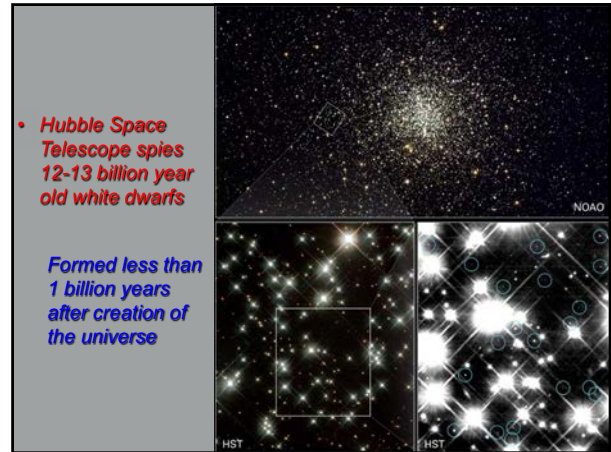 • Hubble Space
Telescope spies
12-13 billion year
old white dwarfs
Formed less than
1 billion years
after creation of
the universe
NOAO
HST
HST